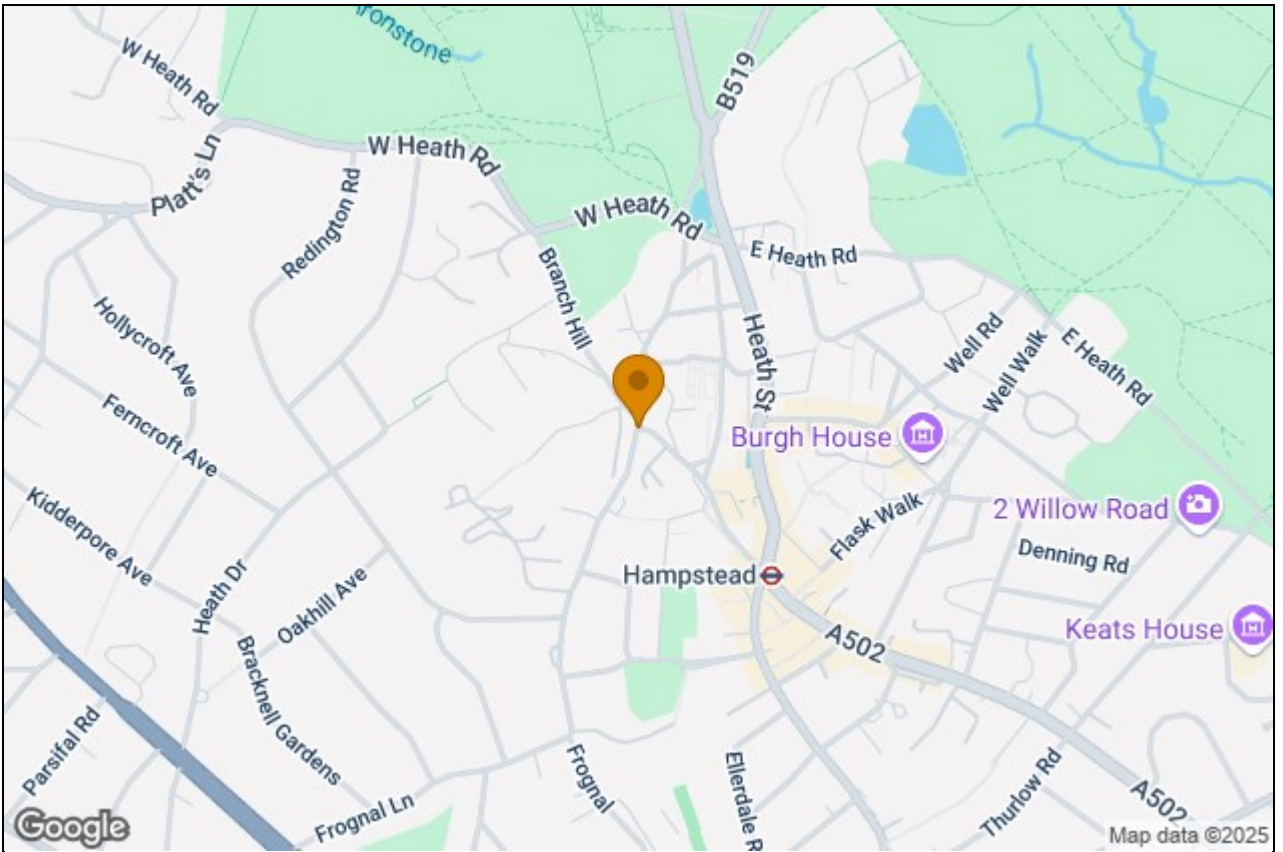 Ironstone
W Heath Rd
B519
W Heath Rd
Platt's Ln
Redington Rd
W Heath Rd
E Heath Rd
Branch Hill
Hollycroft Ave
Heath St
Well Rd
Well Walk
E Heath Rd
Ferncroft Ave
Burgh House
Kidderpore Ave
Flask Walk
2 Willow Road
Denning Rd
Hampstead
Heath Dr
Oakhill Ave
A502
Keats House
Bracknell Gardens
Parsifal Rd
Frognal
Ellerdale R
Thurlow Rd
A502
Frognal Ln
Google
Map data ©2025